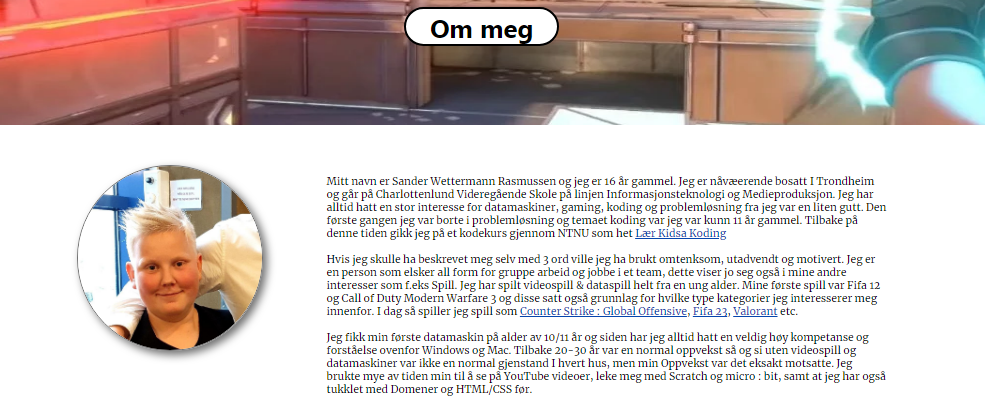 Om meg
Mitt navn er Sander Wettermann Rasmussen og jeg er 16 år gammel. Jeg er nåværende bosatt I Trondheim
og går på Charlottenlund Videregående Skole på linjen Informasjonsteknologi og Medieproduksjon. Jeg har
alltid hatt en stor interesse for datamaskiner, gaming, koding og problemløsning fra jeg var en liten gutt. Den
første gangen jeg var borte i problemløsning og temaet koding var jeg var kunn 11 år gammel. Tilbake på
denne tiden gikk jeg på et kodekurs gjennom NTNU som het Lær Kidsa Koding
Hvis jeg skulle ha beskrevet meg selv med 3 ord ville jeg ha brukt omtenksom, utadvendt og motivert. Jeg er
en person som elsker all form for gruppe arbeid og jobbe i et team, dette viser jo seg også i mine andre
interesser som f.eks Spill. Jeg har spilt videospill & dataspill helt fra en ung alder. Mine første spill var Fifa 12
og Call of Duty Modern Warfare 3 og disse satt også grunnlag for hvilke type kategorier jeg interesserer meg
innenfor. I dag så spiller jeg spill som Counter Strike : Global Offensive, Fifa 23, Valorant etc.
Jeg fikk min første datamaskin på alder av 10/11 år og siden har jeg alltid hatt en veldig høy kompetanse og
forståelse ovenfor Windows og Mac. Tilbake 20-30 år var en normal oppvekst så og si uten videospill og
datamaskiner var ikke en normal gjenstand I hvert hus, men min Oppvekst var det eksakt motsatte. Jeg
brukte mye av tiden min til å se på YouTube videoer, leke meg med Scratch og micro : bit, samt at jeg har også
tukklet med Domener og HTML/CSS før.